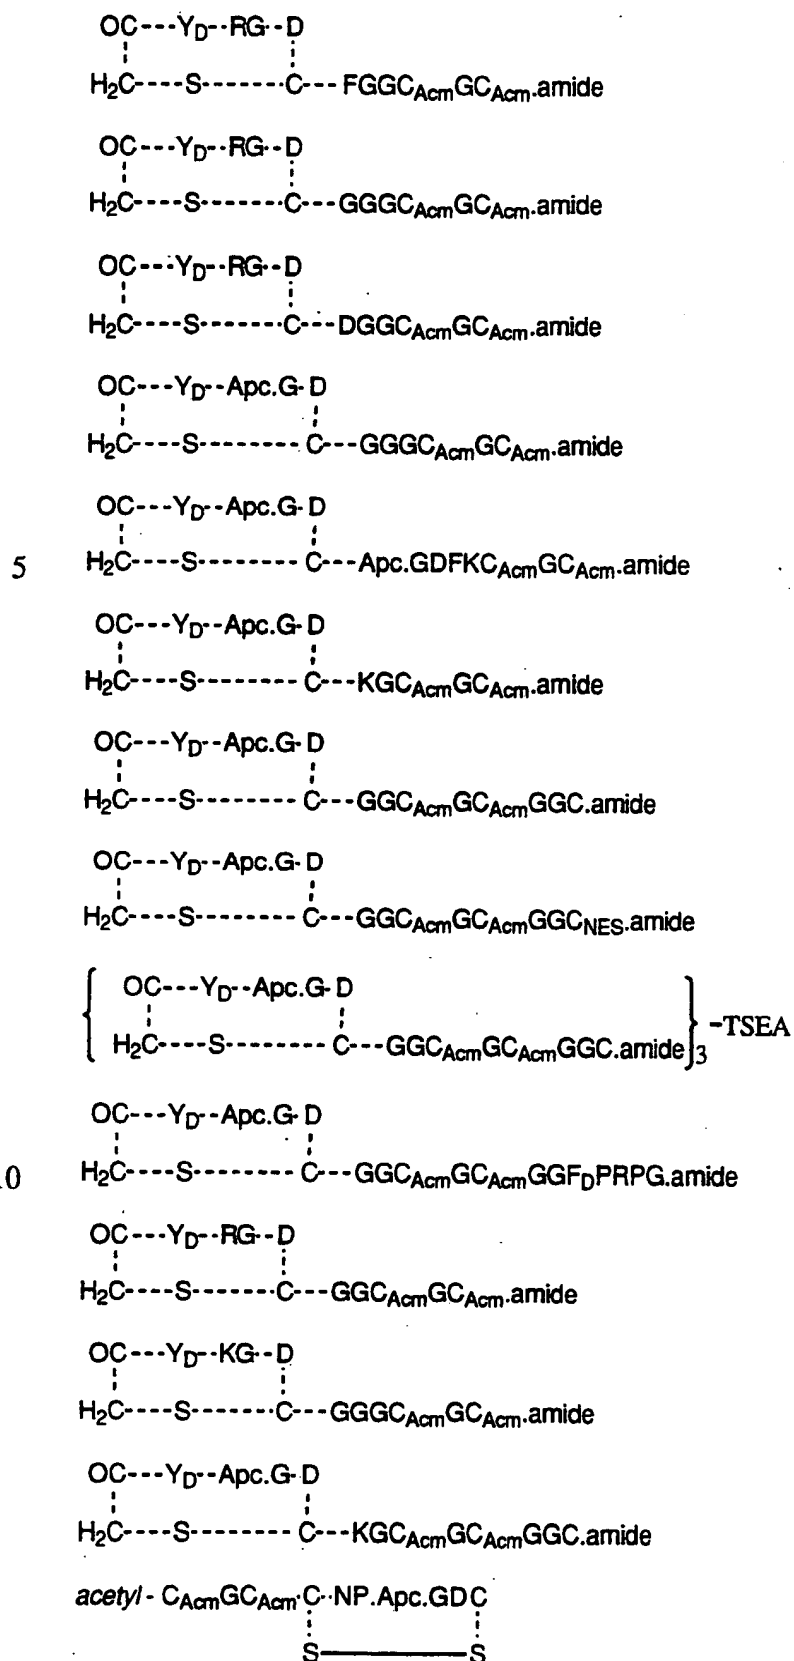 OC---YD--RG--D
H2C----S-------C---FGGCAcmGCAcm.amide
OC---YD--RG--D
H2C----S-------C---GGGCAcmGCAcm.amide
OC---YD--RG--D
H2C----S-------C---DGGCAcmGCAcm.amide
OC---YD--Apc.G-D
H2C----S--------C---GGGCAcmGCAcm.amide
OC---YD--Apc.G-D
5 H2C----S--------C---Apc.GDFKCAcmGCAcm.amide
OC---YD--Apc.G-D
H2C----S--------C---KGCAcmGCAcm.amide
OC---YD--Apc.G-D
H2C----S--------C---GGCAcmGCAcmGGC.amide
OC---YD--Apc.G-D
H2C----S--------C---GGCAcmGCAcmGGCNES.amide
{ OC---YD--Apc.G-D
H2C----S--------C---GGCAcmGCAcmGGC.amide}3-TSEA
OC---YD--Apc.G-D
0 H2C----S--------C---GGCAcmGCAcmGGFDPRPG.amide
OC---YD--RG--D
H2C----S-------C---GGCAcmGCAcm.amide
OC---YD--KG--D
H2C----S-------C---GGGCAcmGCAcm.amide
OC---YD--Apc.G-D
H2C----S--------C---KGCAcmGCAcmGGC.amide
acetyl-CAcmGCAcm.C..NP.Apc.GDC
S————S